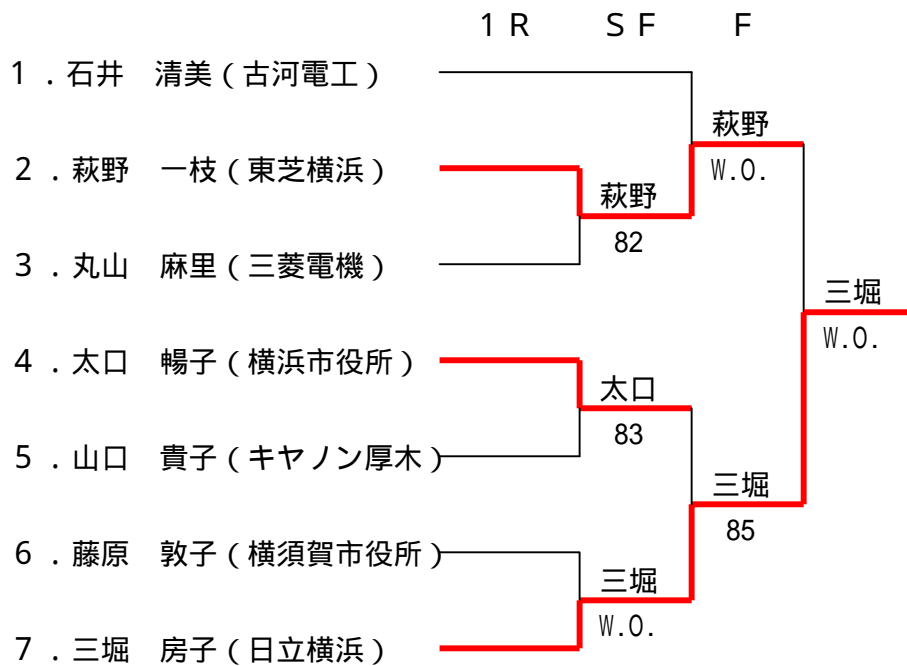 １Ｒ ＳＦ Ｆ
１．石井　清美(古河電工)
萩野
２．萩野　一枝(東芝横浜)
W.O.
萩野
82
３．丸山　麻里(三菱電機)
三堀
W.O.
４．太口　暢子(横浜市役所)
太口
83
５．山口　貴子(キヤノン厚木)
三堀
85
６．藤原　敦子(横須賀市役所)
三堀
W.O.
７．三堀　房子(日立横浜)